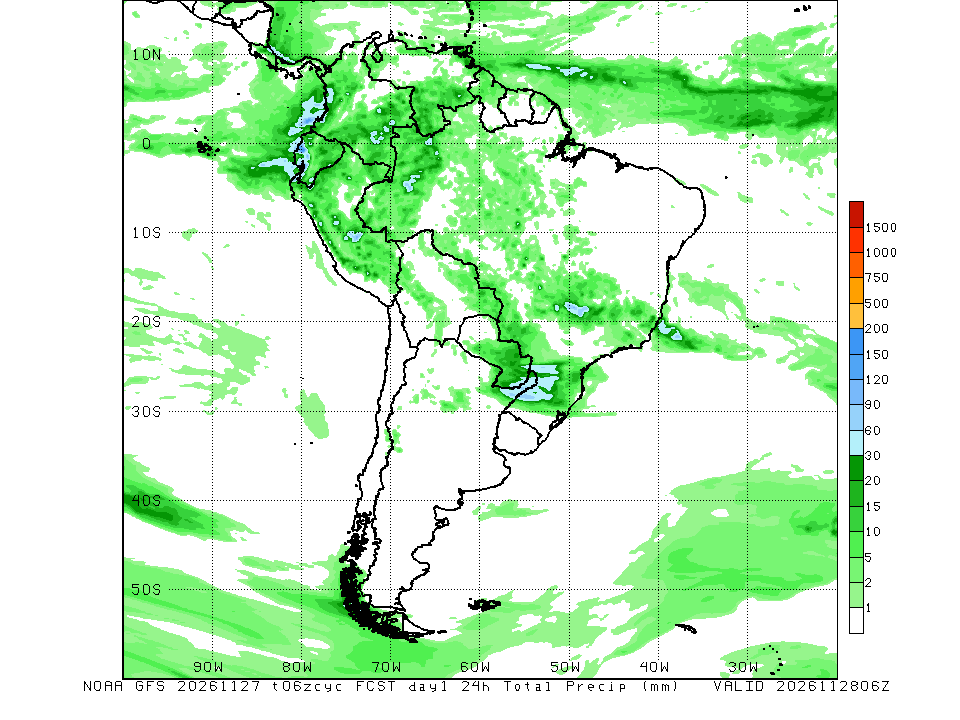 10N
0
10S
20S
30S
40S
50S
90W 80W 70W 60W 50W 40W 30W
1500
1000
750
500
200
150
120
90
60
30
20
15
10
5
2
1
NOAA GFS 20261127 t06zcyc FCST day1 24h Total Precip (mm) VALID 2026112806Z